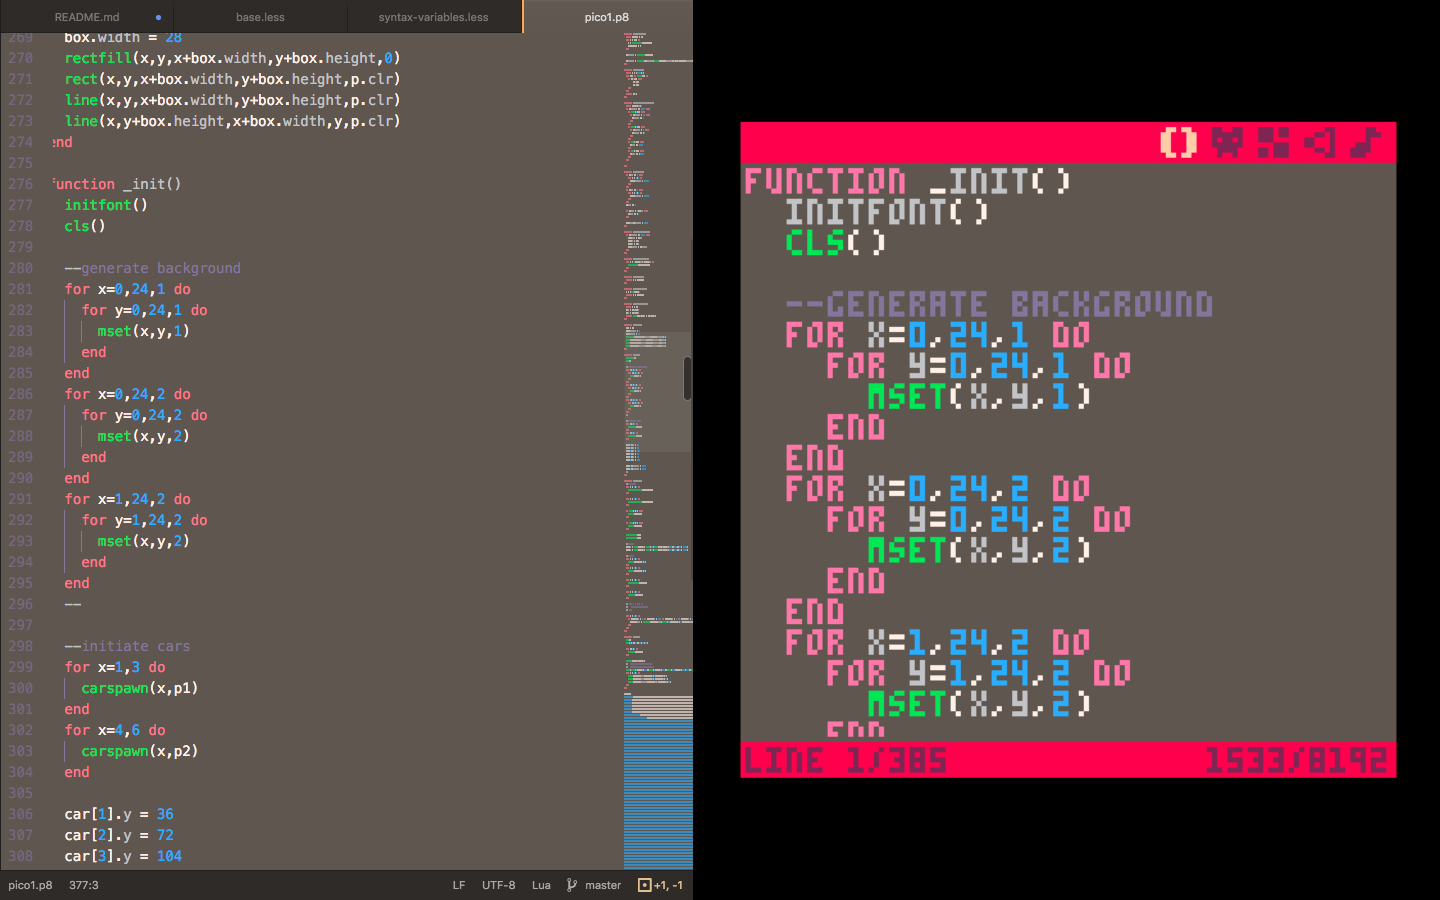 README.md
base.less
syntax-variables.less
pico1.p8
269 box.width = 28
270 rectfill(x,y,x+box.width,y+box.height,0)
271 rect(x,y,x+box.width,y+box.height,p.clr)
272 line(x,y,x+box.width,y+box.height,p.clr)
273 line(x,y+box.height,x+box.width,y,p.clr)
274 end
275
276 function _init()
277 initfont()
278 cls()
279
280 --generate background
281 for x=0,24,1 do
282 for y=0,24,1 do
283 mset(x,y,1)
284 end
285 end
286 for x=0,24,2 do
287 for y=0,24,2 do
288 mset(x,y,2)
289 end
290 end
291 for x=1,24,2 do
292 for y=1,24,2 do
293 mset(x,y,2)
294 end
295 end
296 --
297
298 --initiate cars
299 for x=1,3 do
300 carspawn(x,p1)
301 end
302 for x=4,6 do
303 carspawn(x,p2)
304 end
305
306 car[1].y = 36
307 car[2].y = 72
308 car[3].y = 104
pico1.p8 377:3 LF UTF-8 Lua master +1, -1
FUNCTION _INIT()
INITFONT()
CLS()
--GENERATE BACKGROUND
FOR X=0,24,1 DO
FOR Y=0,24,1 DO
MSET(X,Y,1)
END
END
FOR X=0,24,2 DO
FOR Y=0,24,2 DO
MSET(X,Y,2)
END
END
FOR X=1,24,2 DO
FOR Y=1,24,2 DO
MSET(X,Y,2)
END
LINE 1/385 1533/8192